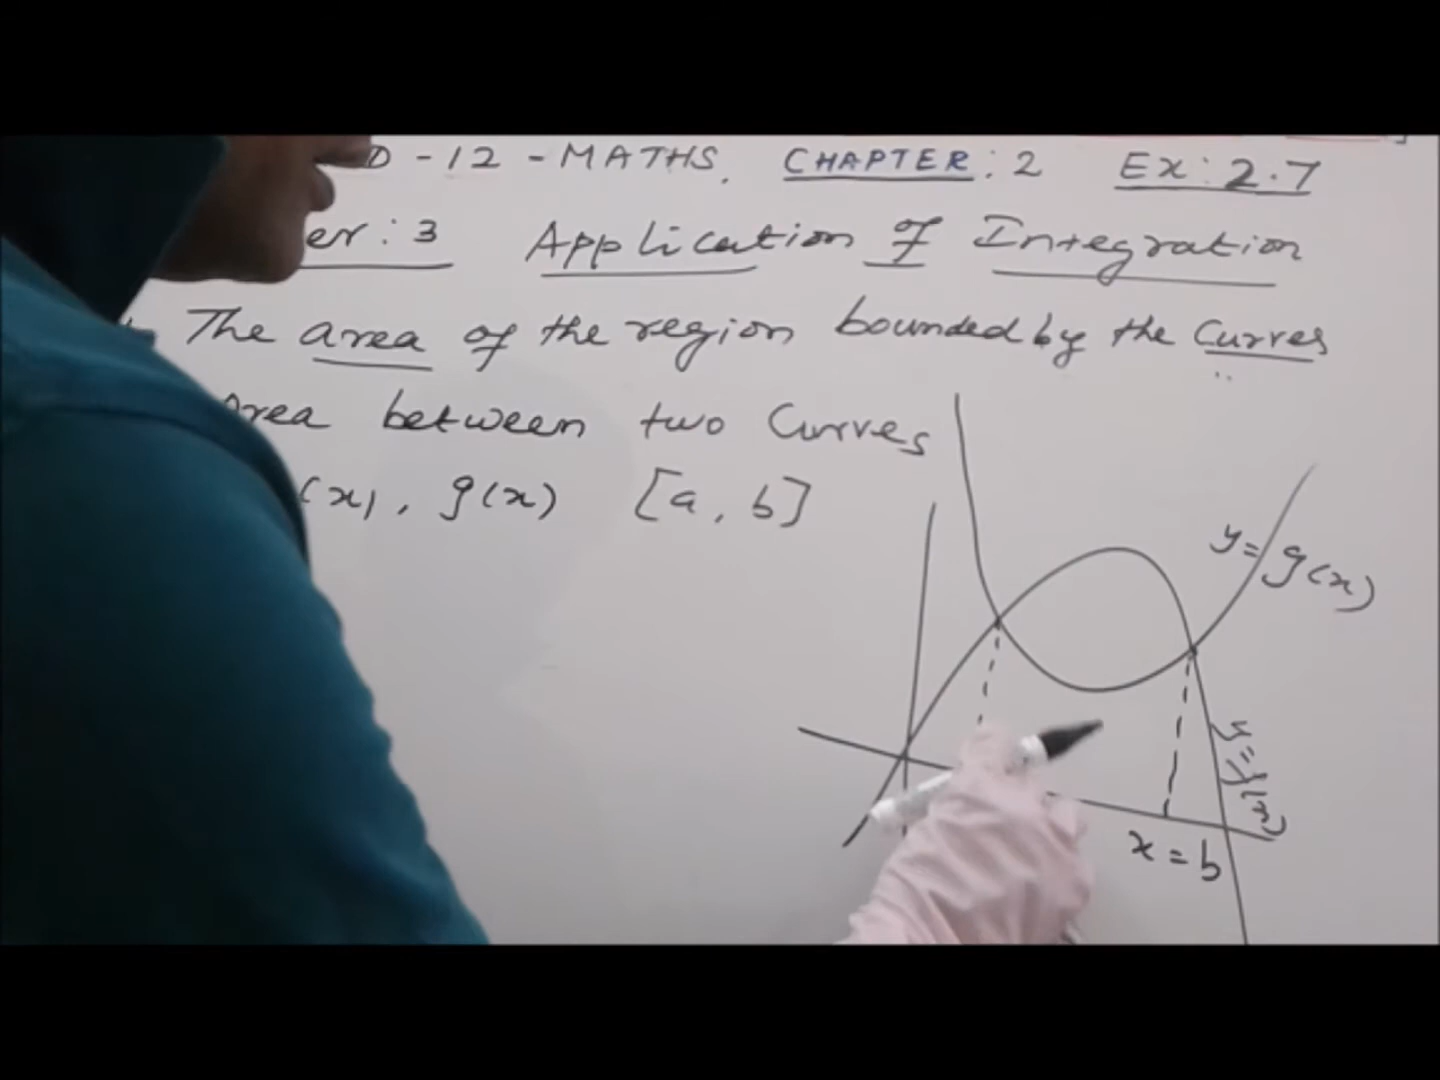 D - 12 - MATHS. CHAPTER : 2 Ex : 2.7
er : 3 Application of Integration
The area of the region bounded by the Curves
Area between two Curves
(x), g(x) [a, b]
y = g(x)
y = f(x)
x = b